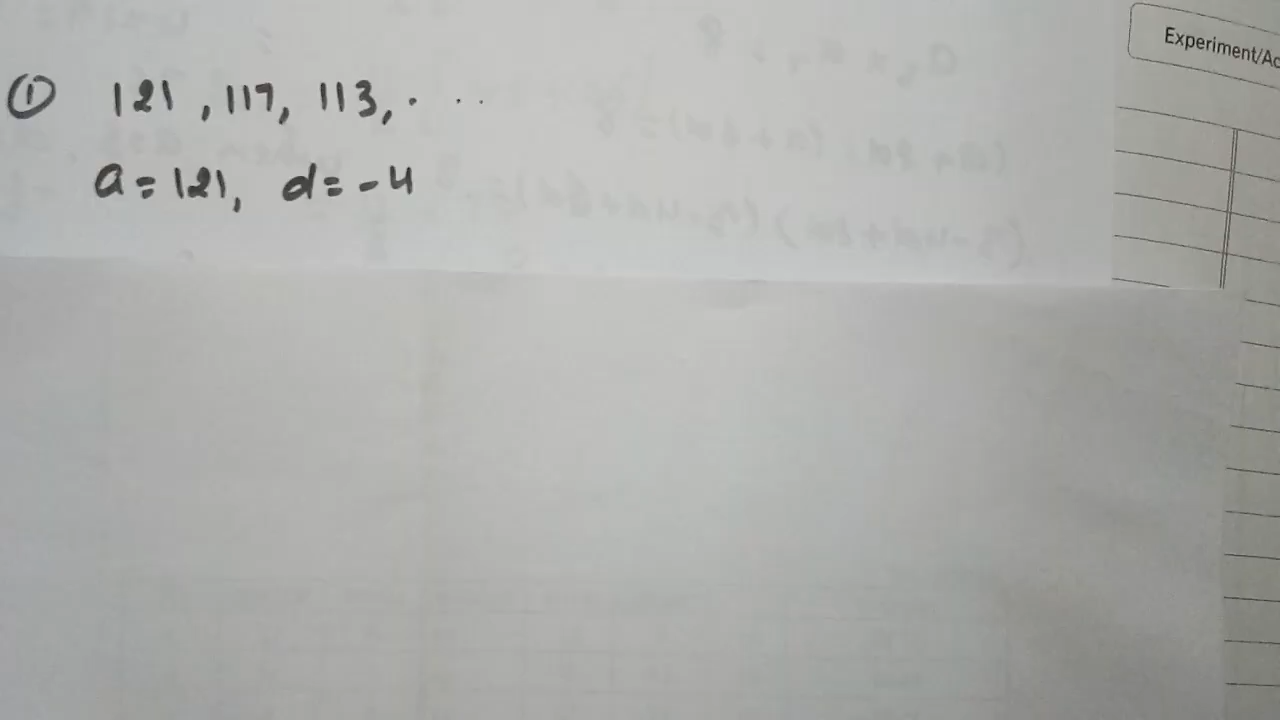 ① 121, 117, 113, . . .
a = 121, d = -4
Experiment/Ac